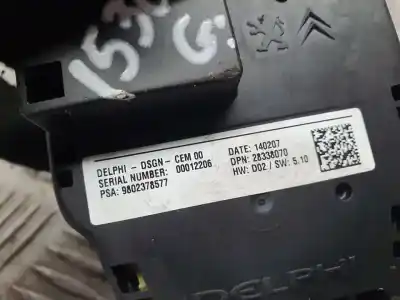 DELPHI - DSGN - CEM 00 DATE: 140207
SERIAL NUMBER: 00012206 DPN: 28338070
PSA: 9802378577 HW: D02 / SW: 5.10
DELPHI